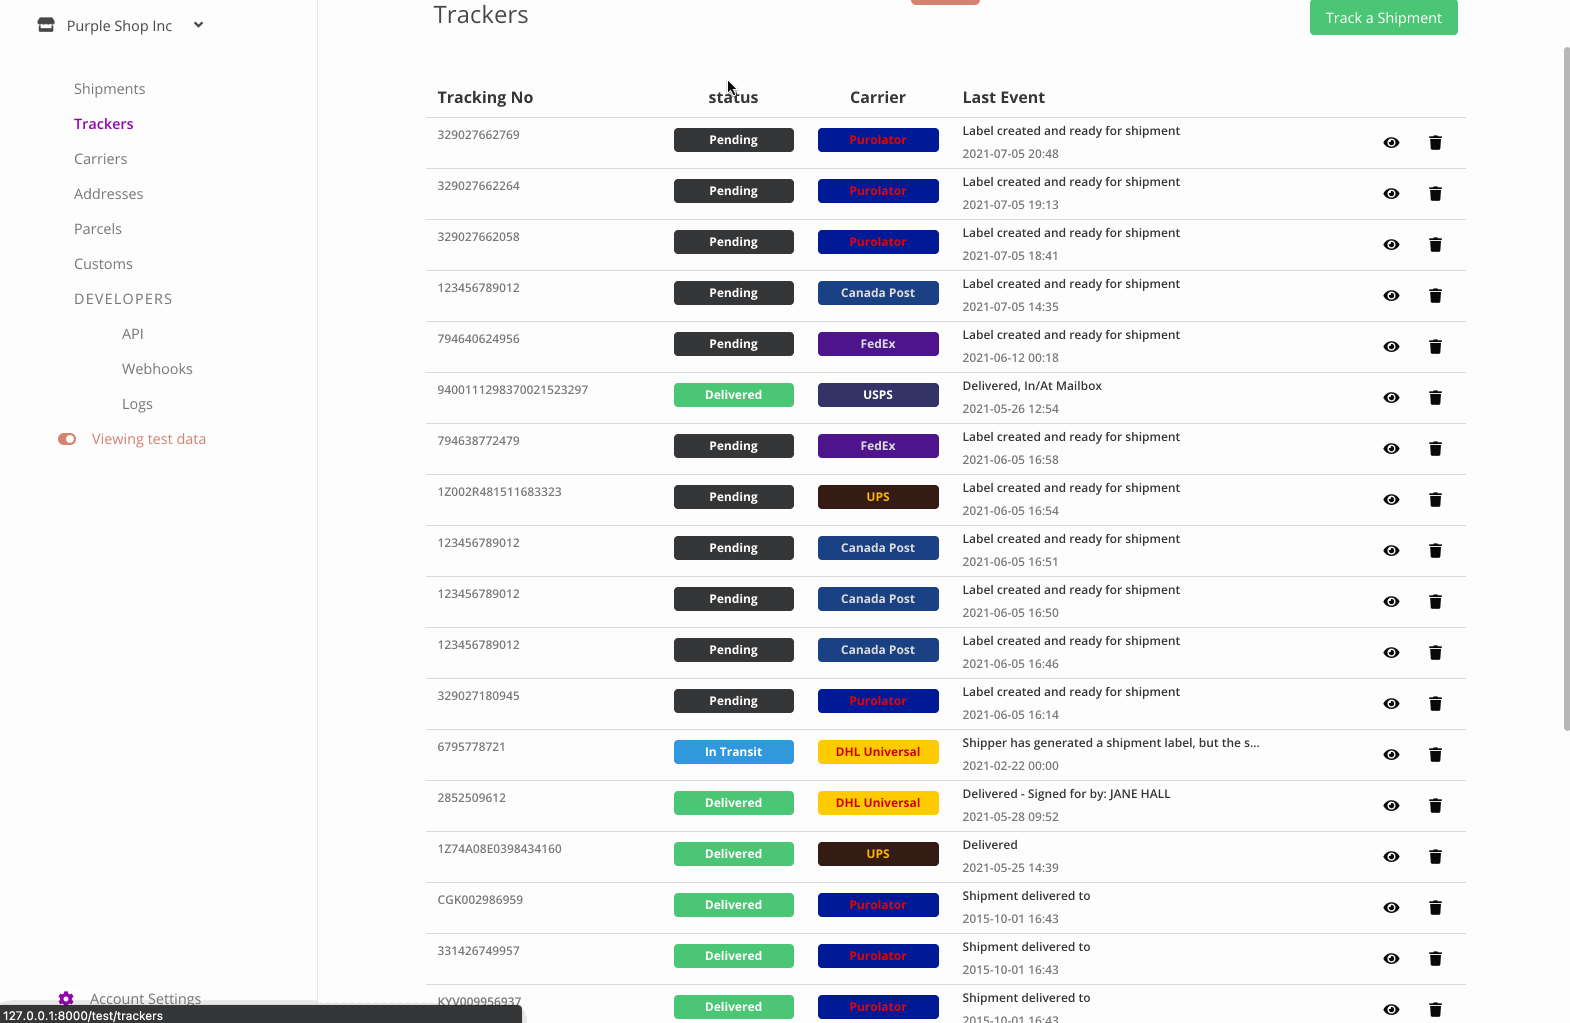 Purple Shop Inc
Shipments
Trackers
Carriers
Addresses
Parcels
Customs
DEVELOPERS
API
Webhooks
Logs
Viewing test data
Account Settings
127.0.0.1:8000/test/trackers
Trackers
Track a Shipment
Tracking No status Carrier Last Event
329027662769 Pending Purolator Label created and ready for shipment
2021-07-05 20:48
329027662264 Pending Purolator Label created and ready for shipment
2021-07-05 19:13
329027662058 Pending Purolator Label created and ready for shipment
2021-07-05 18:41
123456789012 Pending Canada Post Label created and ready for shipment
2021-07-05 14:35
794640624956 Pending FedEx Label created and ready for shipment
2021-06-12 00:18
9400111298370021523297 Delivered USPS Delivered, In/At Mailbox
2021-05-26 12:54
794638772479 Pending FedEx Label created and ready for shipment
2021-06-05 16:58
1Z002R481511683323 Pending UPS Label created and ready for shipment
2021-06-05 16:54
123456789012 Pending Canada Post Label created and ready for shipment
2021-06-05 16:51
123456789012 Pending Canada Post Label created and ready for shipment
2021-06-05 16:50
123456789012 Pending Canada Post Label created and ready for shipment
2021-06-05 16:46
329027180945 Pending Purolator Label created and ready for shipment
2021-06-05 16:14
6795778721 In Transit DHL Universal Shipper has generated a shipment label, but the s...
2021-02-22 00:00
2852509612 Delivered DHL Universal Delivered - Signed for by: JANE HALL
2021-05-28 09:52
1Z74A08E0398434160 Delivered UPS Delivered
2021-05-25 14:39
CGK002986959 Delivered Purolator Shipment delivered to
2015-10-01 16:43
331426749957 Delivered Purolator Shipment delivered to
2015-10-01 16:43
KYV009956937 Delivered Purolator Shipment delivered to
2015-10-01 16:43